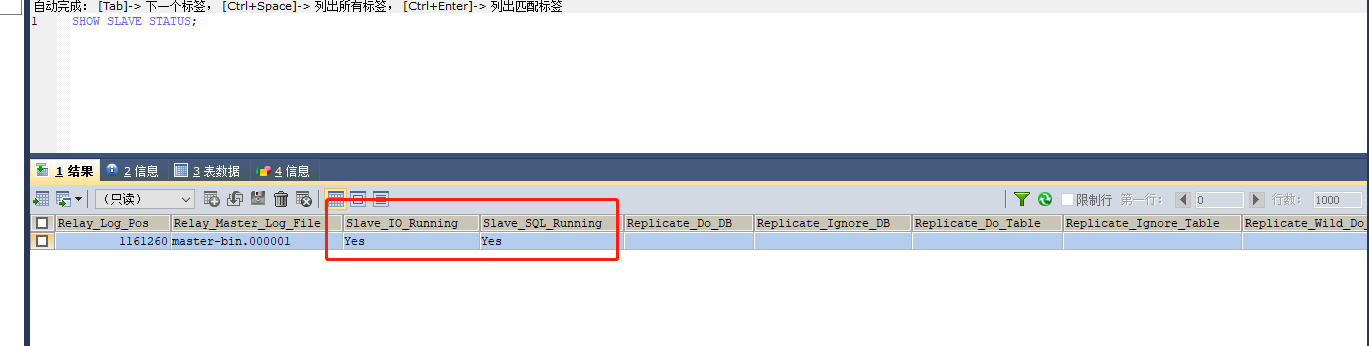 自动完成: [Tab]-> 下一个标签, [Ctrl+Space]-> 列出所有标签, [Ctrl+Enter]-> 列出匹配标签
1 SHOW SLAVE STATUS;
1 结果 2 信息 3 表数据 4 信息
(只读) 限制行 第一行: 0 行数: 1000
Relay_Log_Pos Relay_Master_Log_File Slave_IO_Running Slave_SQL_Running Replicate_Do_DB Replicate_Ignore_DB Replicate_Do_Table Replicate_Ignore_Table Replicate_Wild_Do_
1161260 master-bin.000001 Yes Yes